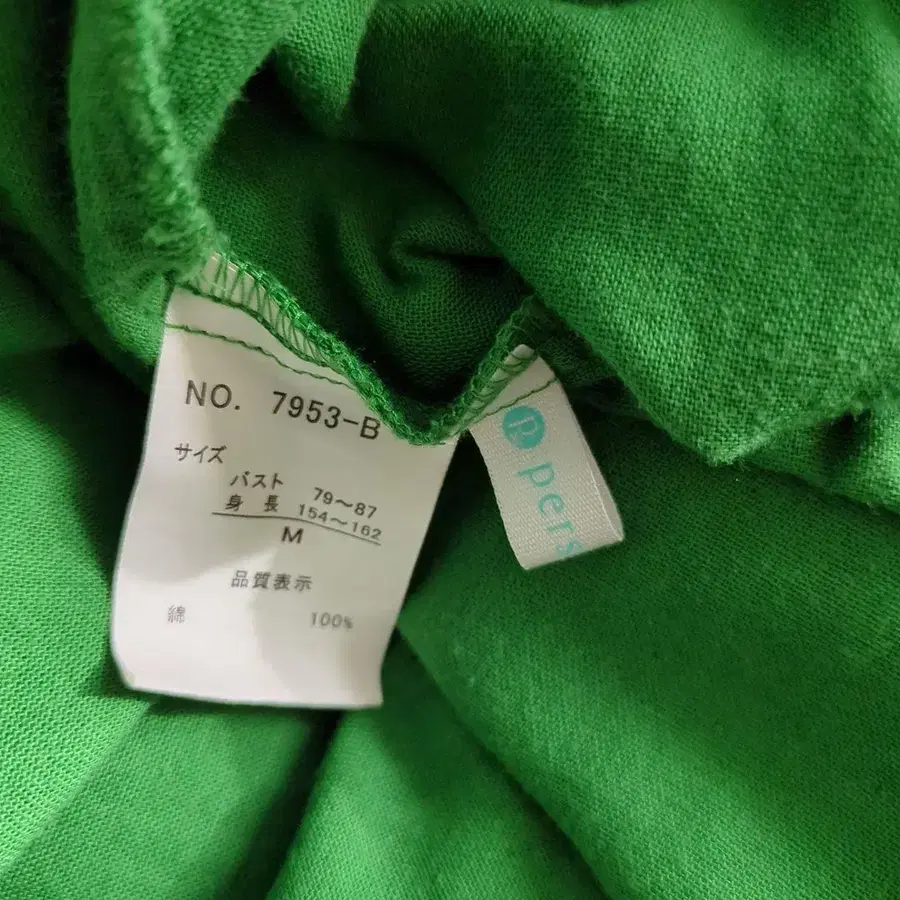 NO. 7953-B
サイズ
バスト 79～87
身長 154～162
M
品質表示
綿 100%
P pers